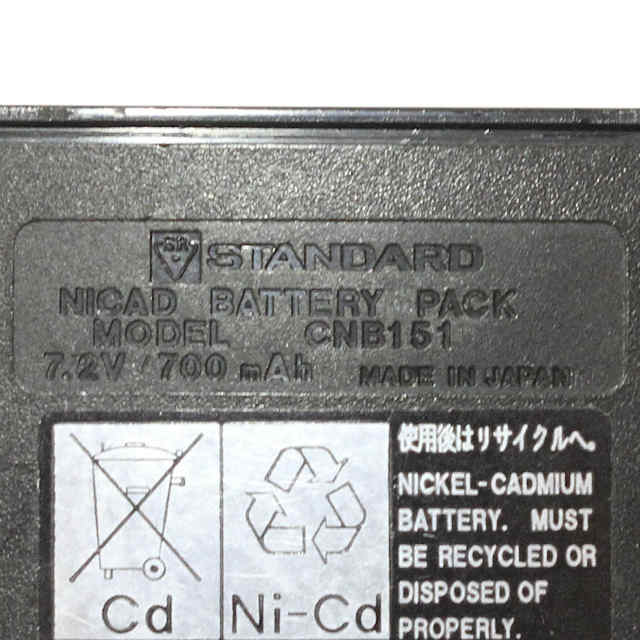 STANDARD
NICAD BATTERY PACK
MODEL CNB151
7.2V / 700 mAh MADE IN JAPAN
使用後はリサイクルへ。
NICKEL-CADMIUM
BATTERY. MUST
BE RECYCLED OR
DISPOSED OF
PROPERLY.
Cd
Ni-Cd